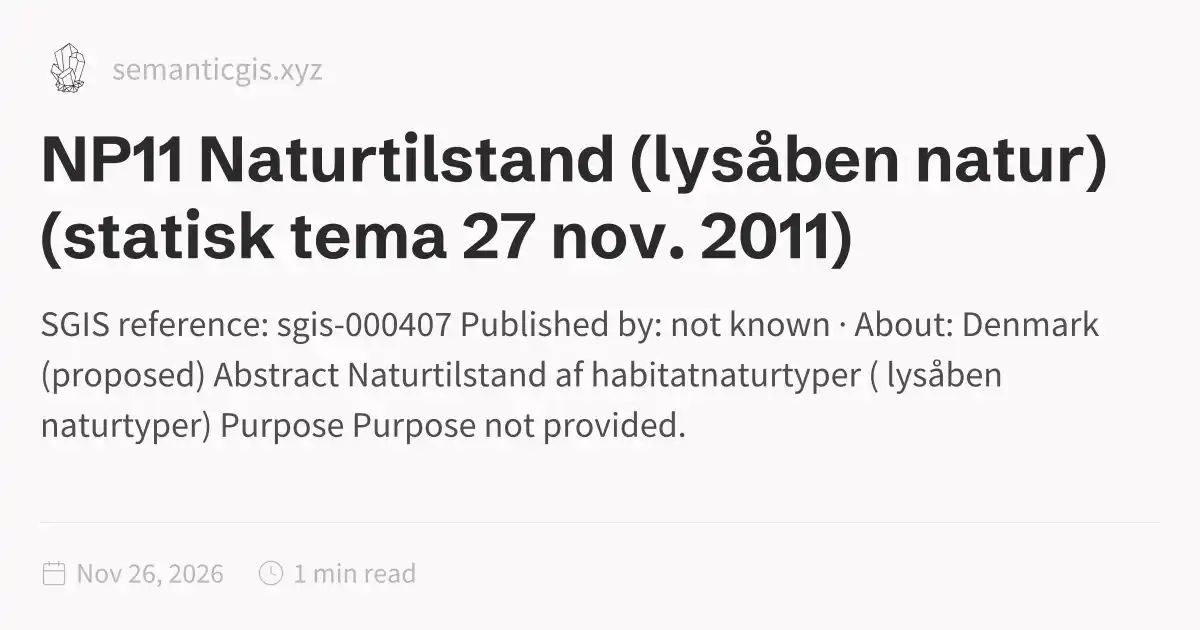 semanticgis.xyz
NP11 Naturtilstand (lysåben natur)
(statisk tema 27 nov. 2011)
SGIS reference: sgis-000407 Published by: not known · About: Denmark
(proposed) Abstract Naturtilstand af habitatnaturtyper ( lysåben
naturtyper) Purpose Purpose not provided.
Nov 26, 2026 1 min read